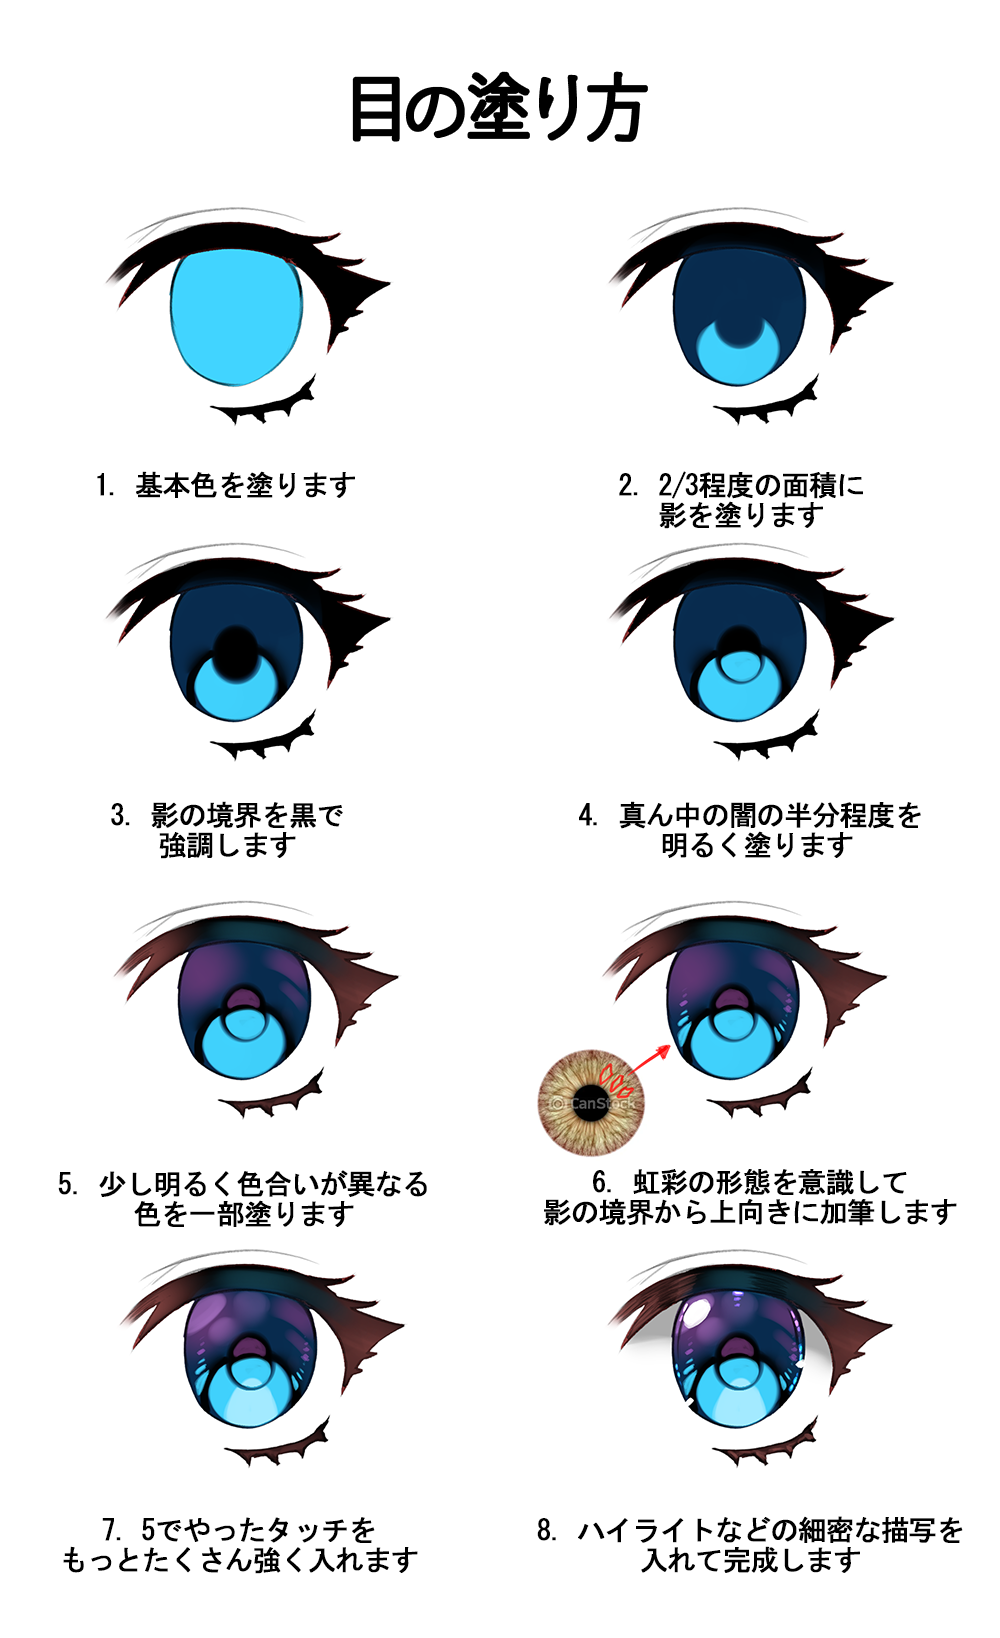 目の塗り方
1. 基本色を塗ります
2. 2/3程度の面積に
影を塗ります
3. 影の境界を黒で
強調します
4. 真ん中の闇の半分程度を
明るく塗ります
5. 少し明るく色合いが異なる
色を一部塗ります
CanStock
6. 虹彩の形態を意識して
影の境界から上向きに加筆します
7. 5でやったタッチを
もっとたくさん強く入れます
8. ハイライトなどの細密な描写を
入れて完成します